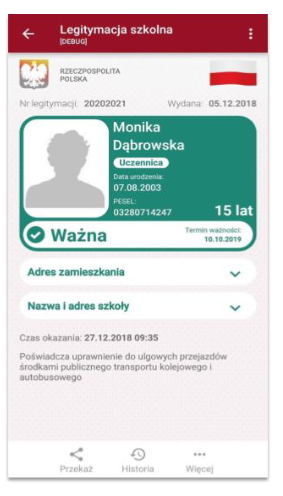 Legitymacja szkolna
[DEBUG]
RZECZPOSPOLITA
POLSKA
Nr legitymacji: 20202021 Wydana: 05.12.2018
Monika
Dąbrowska
Uczennica
Data urodzenia:
07.08.2003
PESEL:
03280714247
15 lat
Ważna
Termin ważności:
10.10.2019
Adres zamieszkania
Nazwa i adres szkoły
Czas okazania: 27.12.2018 09:35
Poświadcza uprawnienie do ulgowych przejazdów
środkami publicznego transportu kolejowego i
autobusowego
Przekaż Historia Więcej